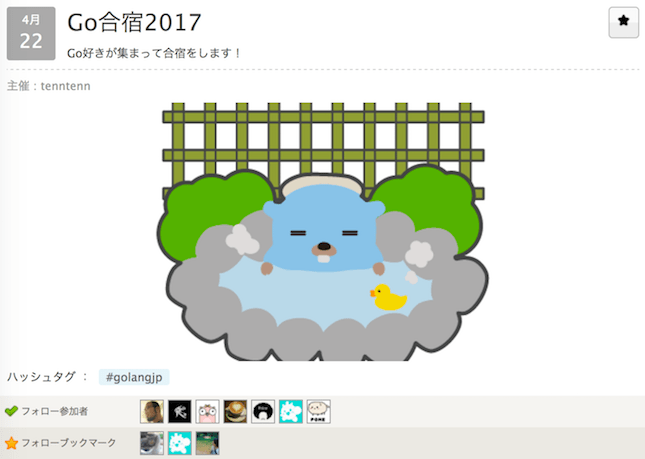 4月
22
Go合宿2017
Go好きが集まって合宿をします！
主催：tenntenn
ハッシュタグ ： #golangjp
フォロー参加者
フォローブックマーク